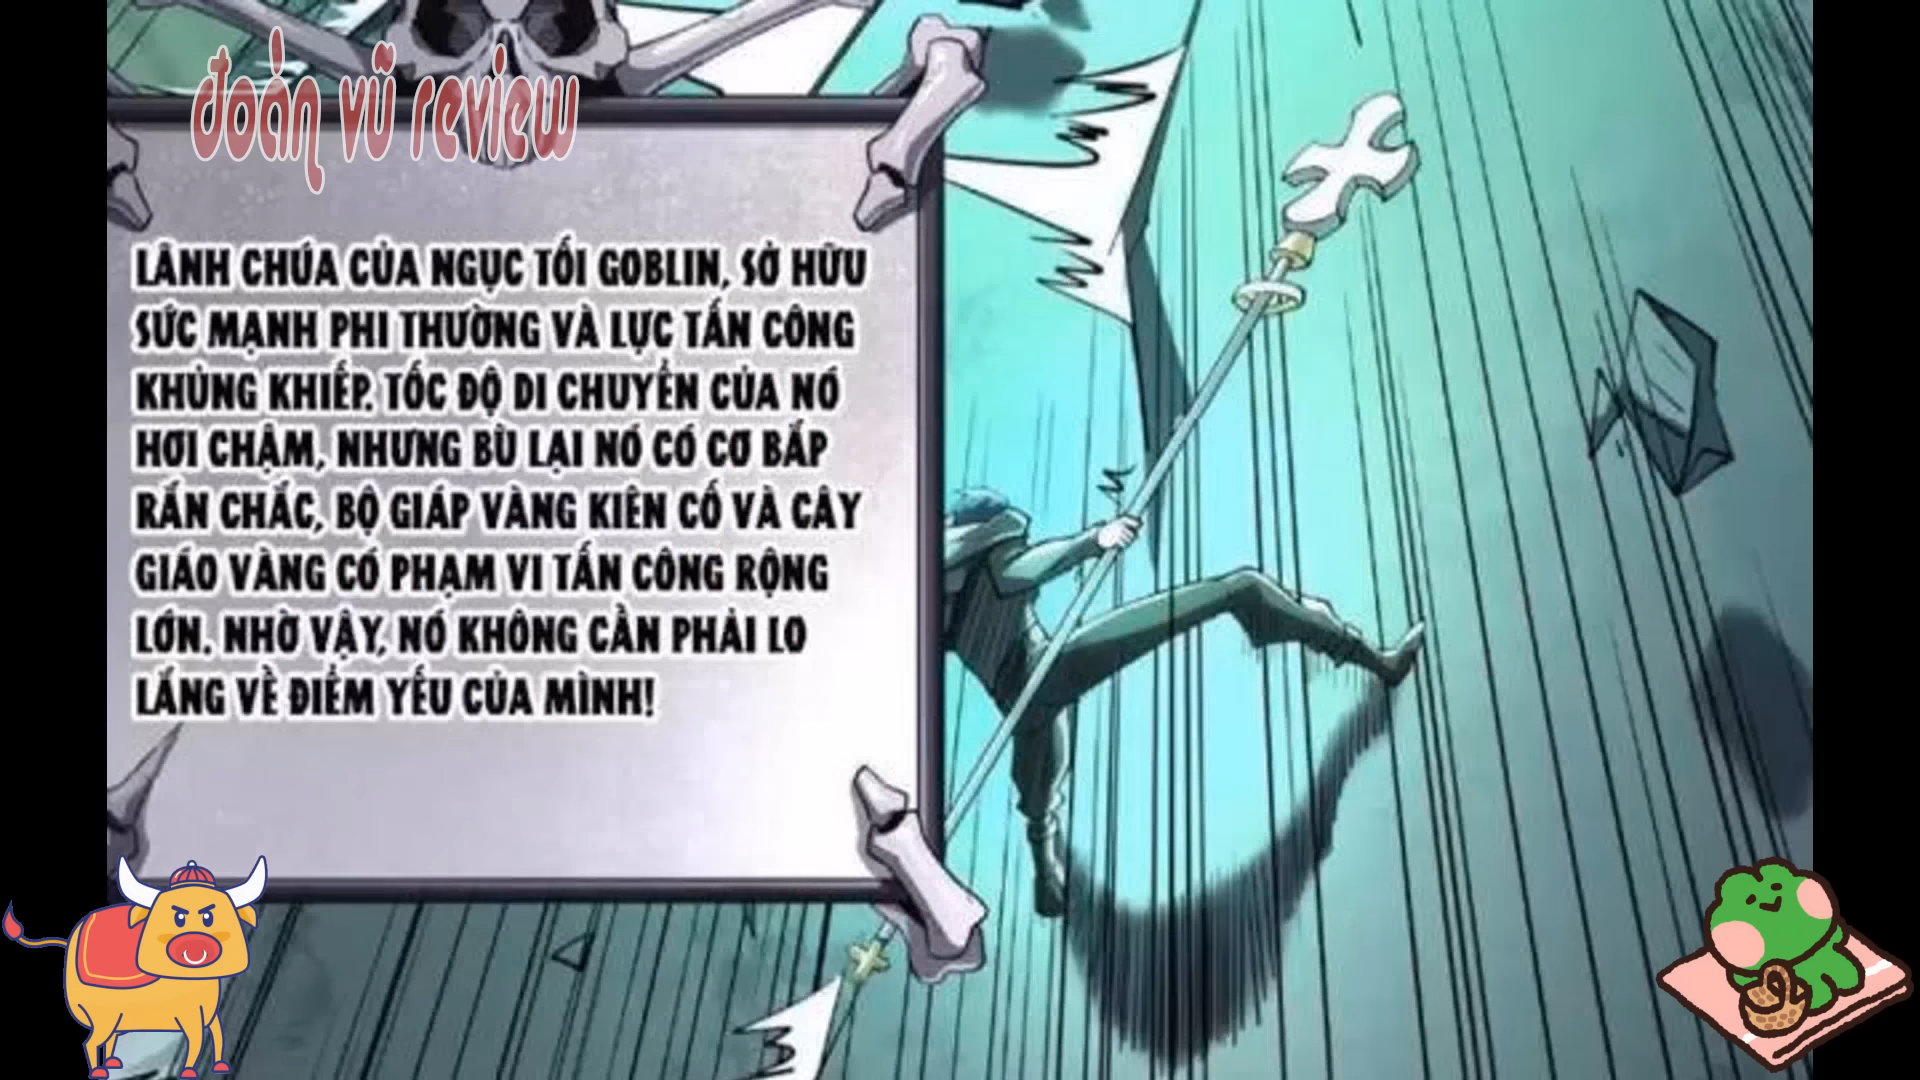 đoản vũ review
LÃNH CHÚA CỦA NGỤC TỐI GOBLIN, SỞ HỮU
SỨC MẠNH PHI THƯỜNG VÀ LỰC TẤN CÔNG
KHỦNG KHIẾP. TỐC ĐỘ DI CHUYỂN CỦA NÓ
HƠI CHẬM, NHƯNG BÙ LẠI NÓ CÓ CƠ BẮP
RẮN CHẮC, BỘ GIÁP VÀNG KIÊN CỐ VÀ CÂY
GIÁO VÀNG CÓ PHẠM VI TẤN CÔNG RỘNG
LỚN. NHỜ VẬY, NÓ KHÔNG CẦN PHẢI LO
LẮNG VỀ ĐIỂM YẾU CỦA MÌNH!